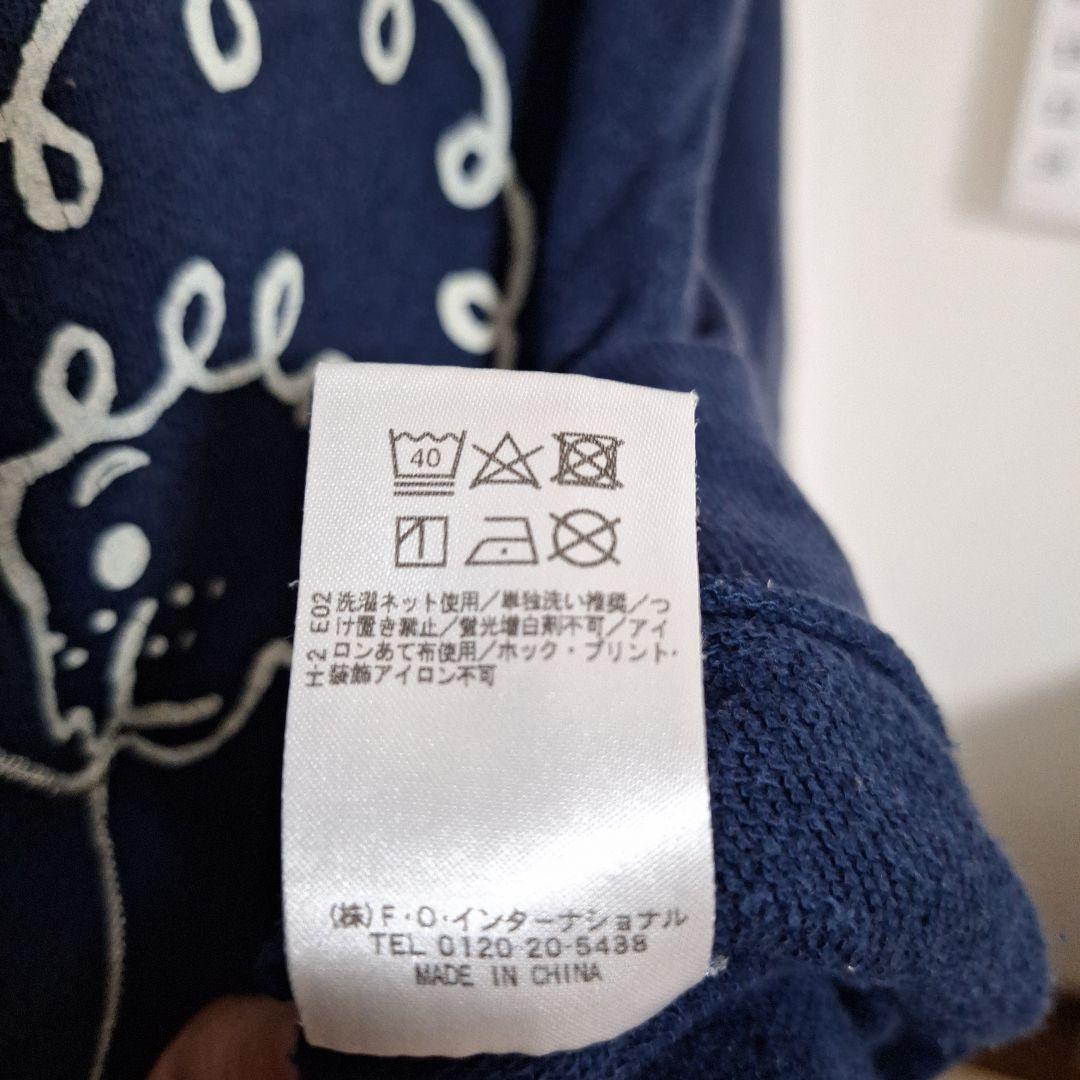 40
E02
H-2
洗濯ネット使用/単独洗い推奨/つ
け置き禁止/蛍光増白剤不可/アイ
ロンあて布使用/ホック・プリント・
装飾アイロン不可
(株)F・O・インターナショナル
TEL 0120 20-5438
MADE IN CHINA